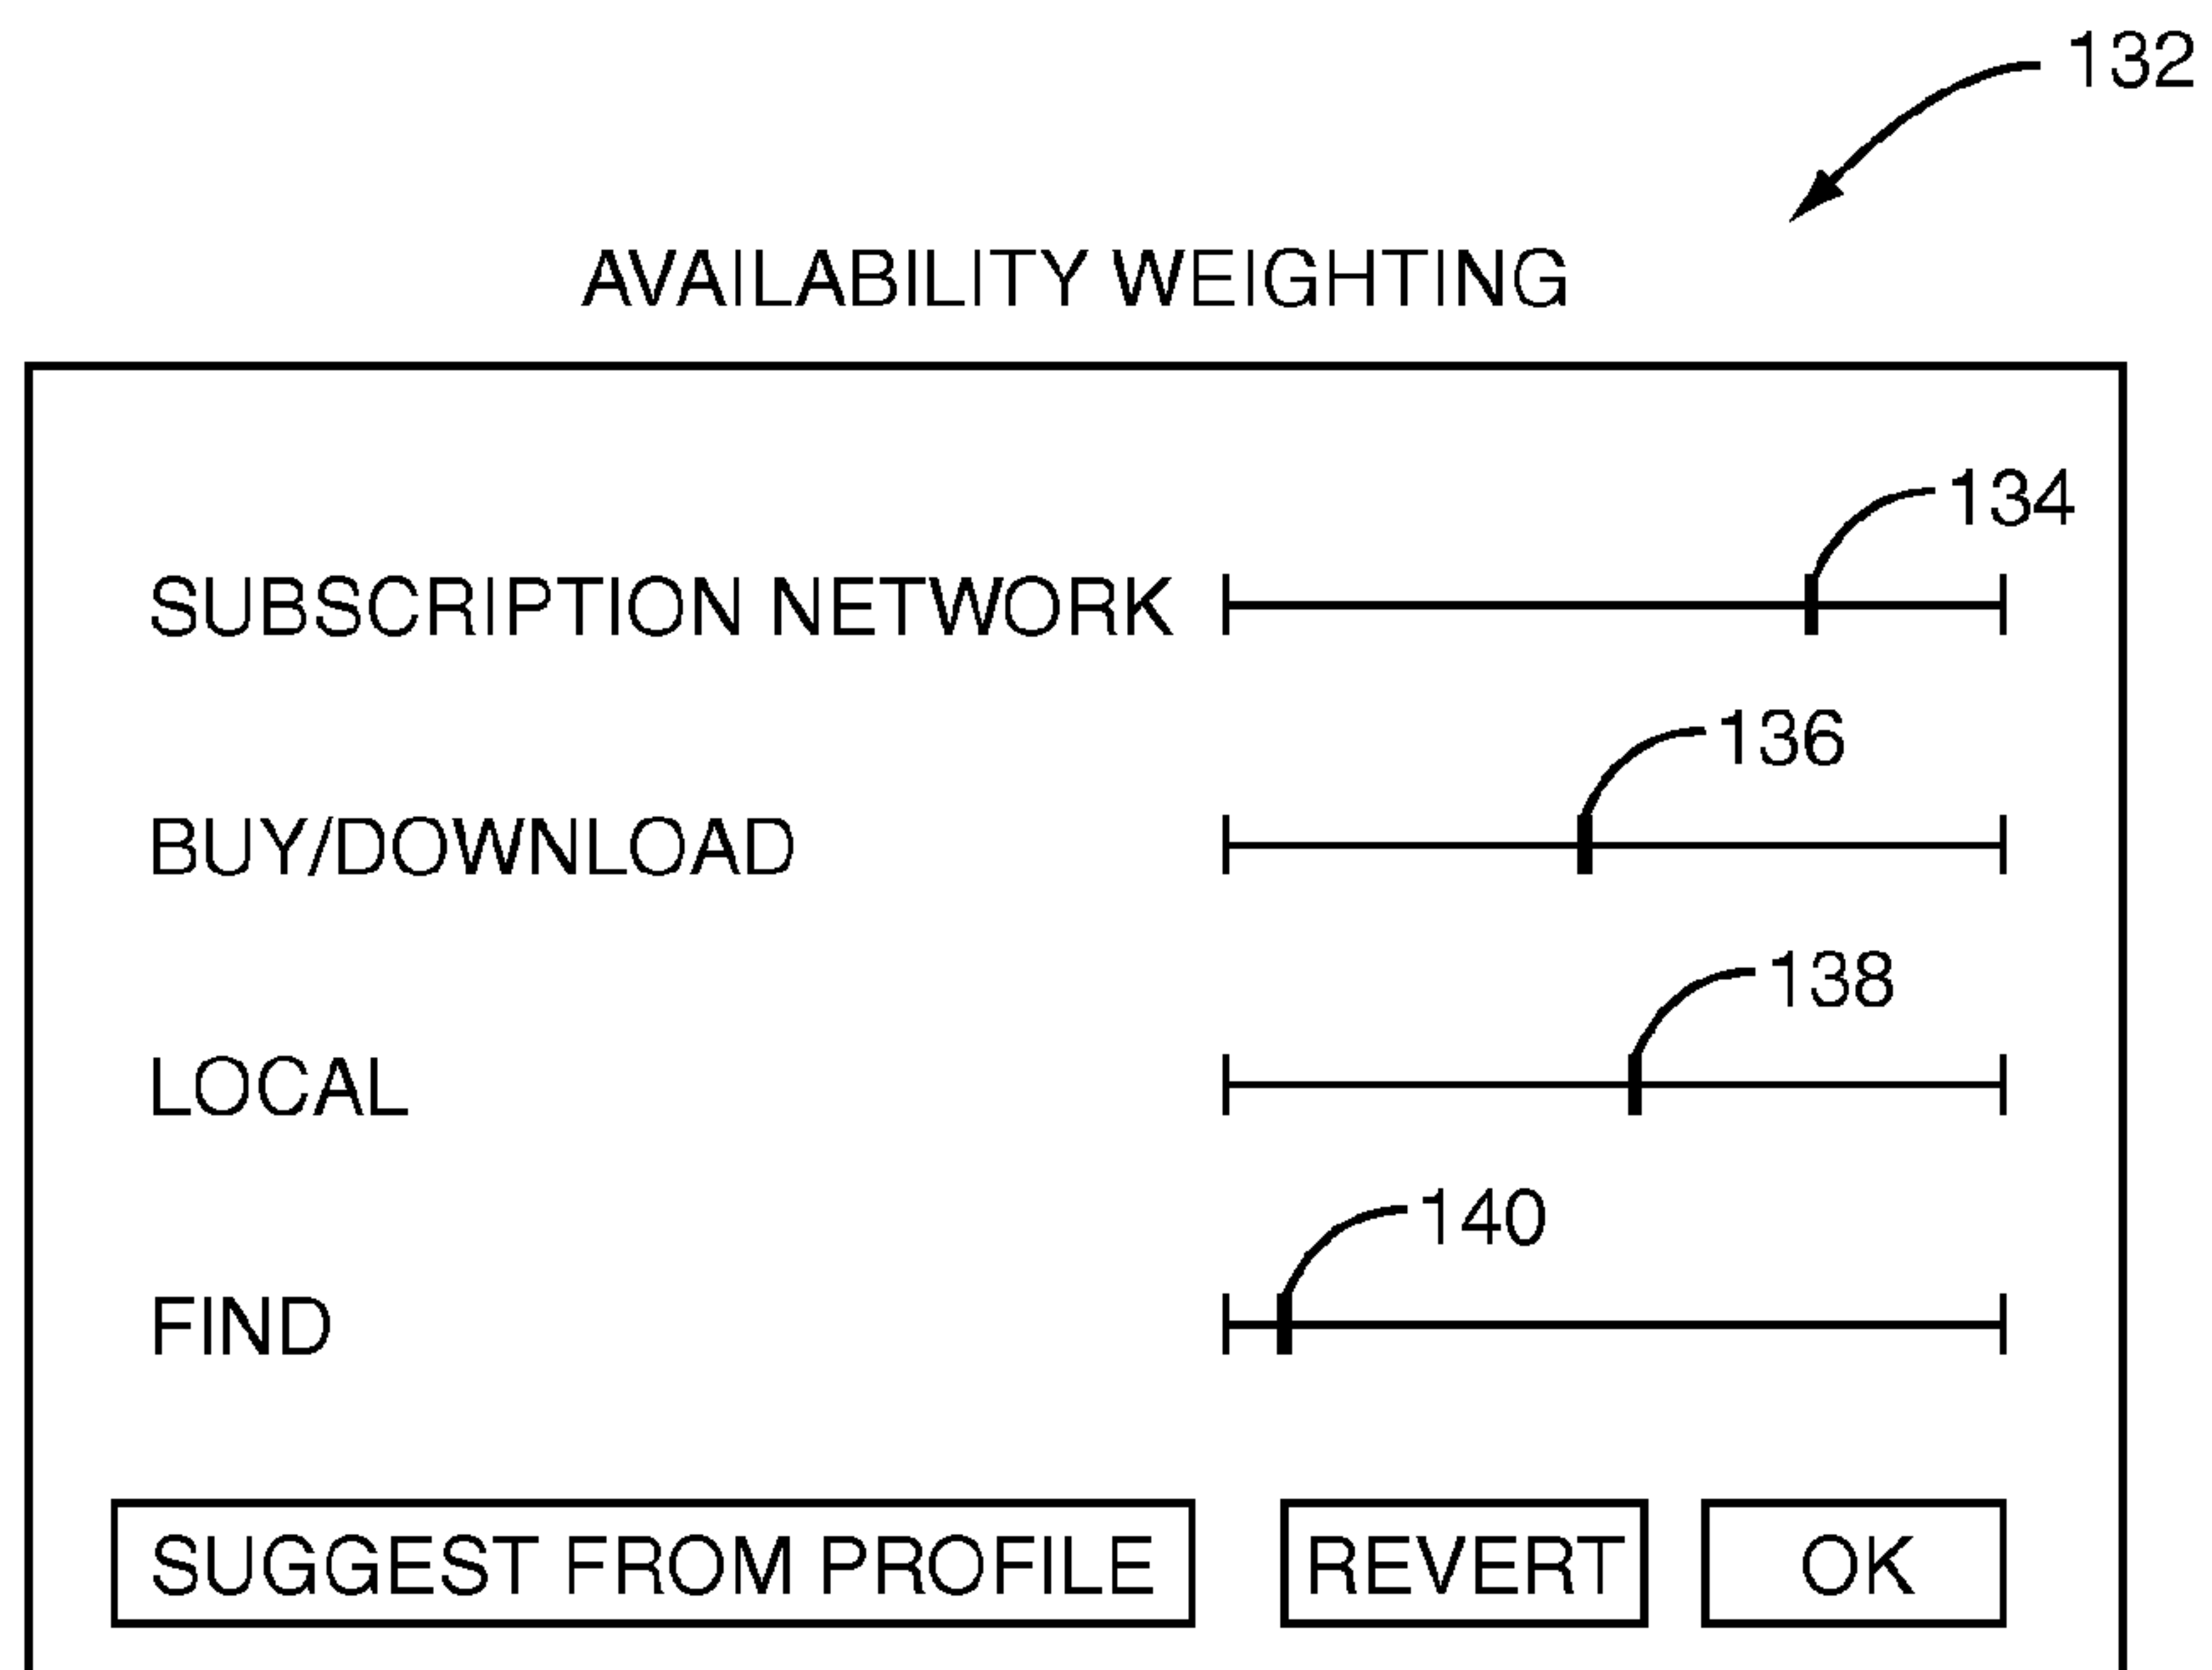 132
AVAILABILITY WEIGHTING
134
SUBSCRIPTION NETWORK
136
BUY/DOWNLOAD
138
LOCAL
140
FIND
SUGGEST FROM PROFILE REVERT OK